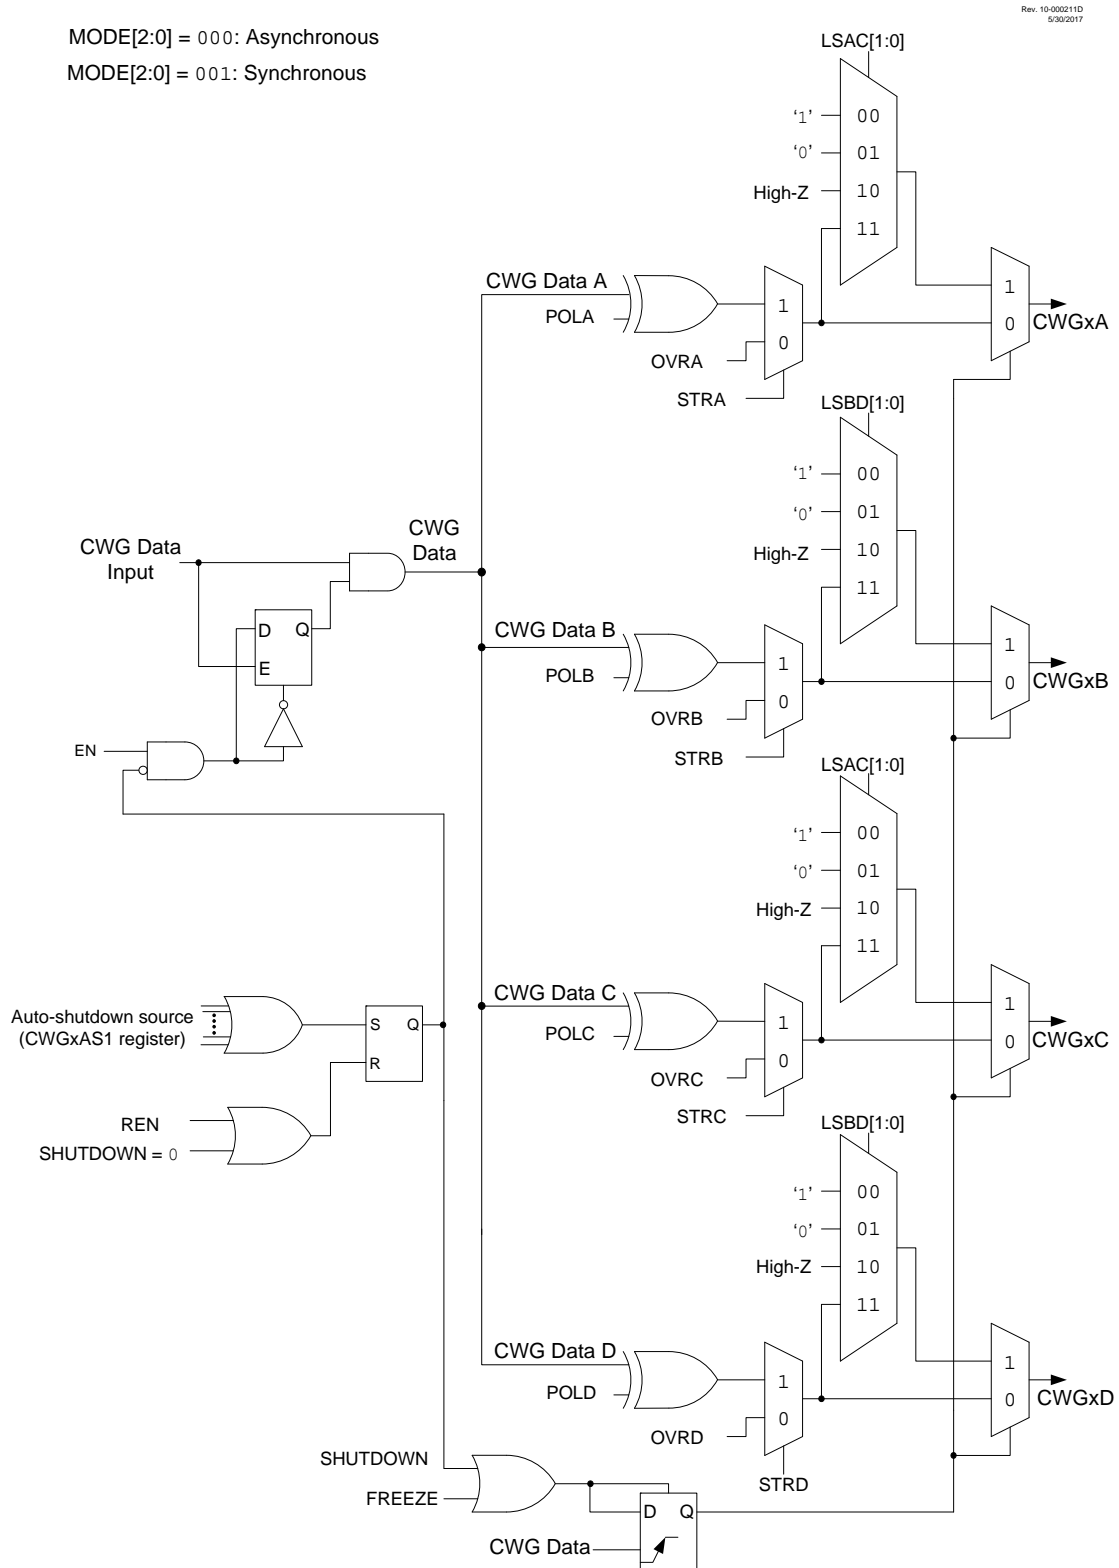 Rev. 10-000211D
5/30/2017
MODE[2:0] = 000: Asynchronous
MODE[2:0] = 001: Synchronous
LSAC[1:0]
‘1’ 00
‘0’ 01
High-Z 10
11
CWG Data A
POLA
1
0
OVRA
STRA
1
0
CWGxA
LSBD[1:0]
‘1’ 00
‘0’ 01
High-Z 10
11
CWG Data
Input
CWG
Data
D Q
E
EN
CWG Data B
POLB
1
0
OVRB
STRB
1
0
CWGxB
LSAC[1:0]
‘1’ 00
‘0’ 01
High-Z 10
11
CWG Data C
POLC
1
0
OVRC
STRC
1
0
CWGxC
Auto-shutdown source
(CWGxAS1 register)
S Q
R
REN
SHUTDOWN = 0
LSBD[1:0]
‘1’ 00
‘0’ 01
High-Z 10
11
CWG Data D
POLD
1
0
OVRD
STRD
1
0
CWGxD
SHUTDOWN
FREEZE
D Q
CWG Data